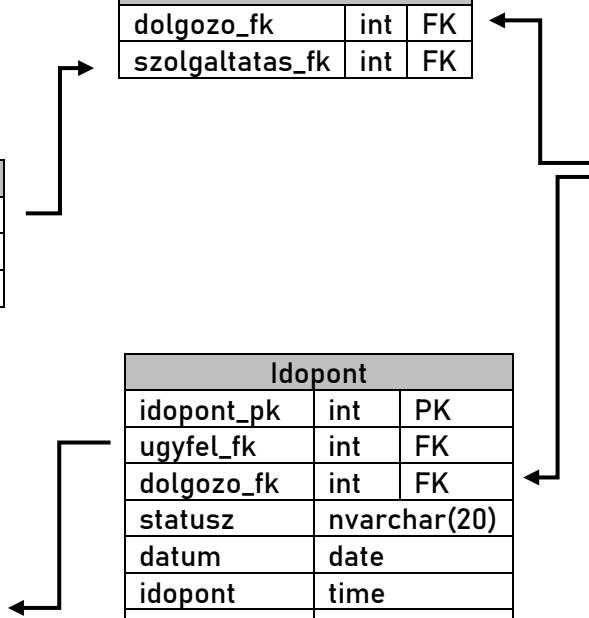 dolgozo_fk int FK
szolgaltatas_fk int FK
Idopont
idopont_pk int PK
ugyfel_fk int FK
dolgozo_fk int FK
statusz nvarchar(20)
datum date
idopont time